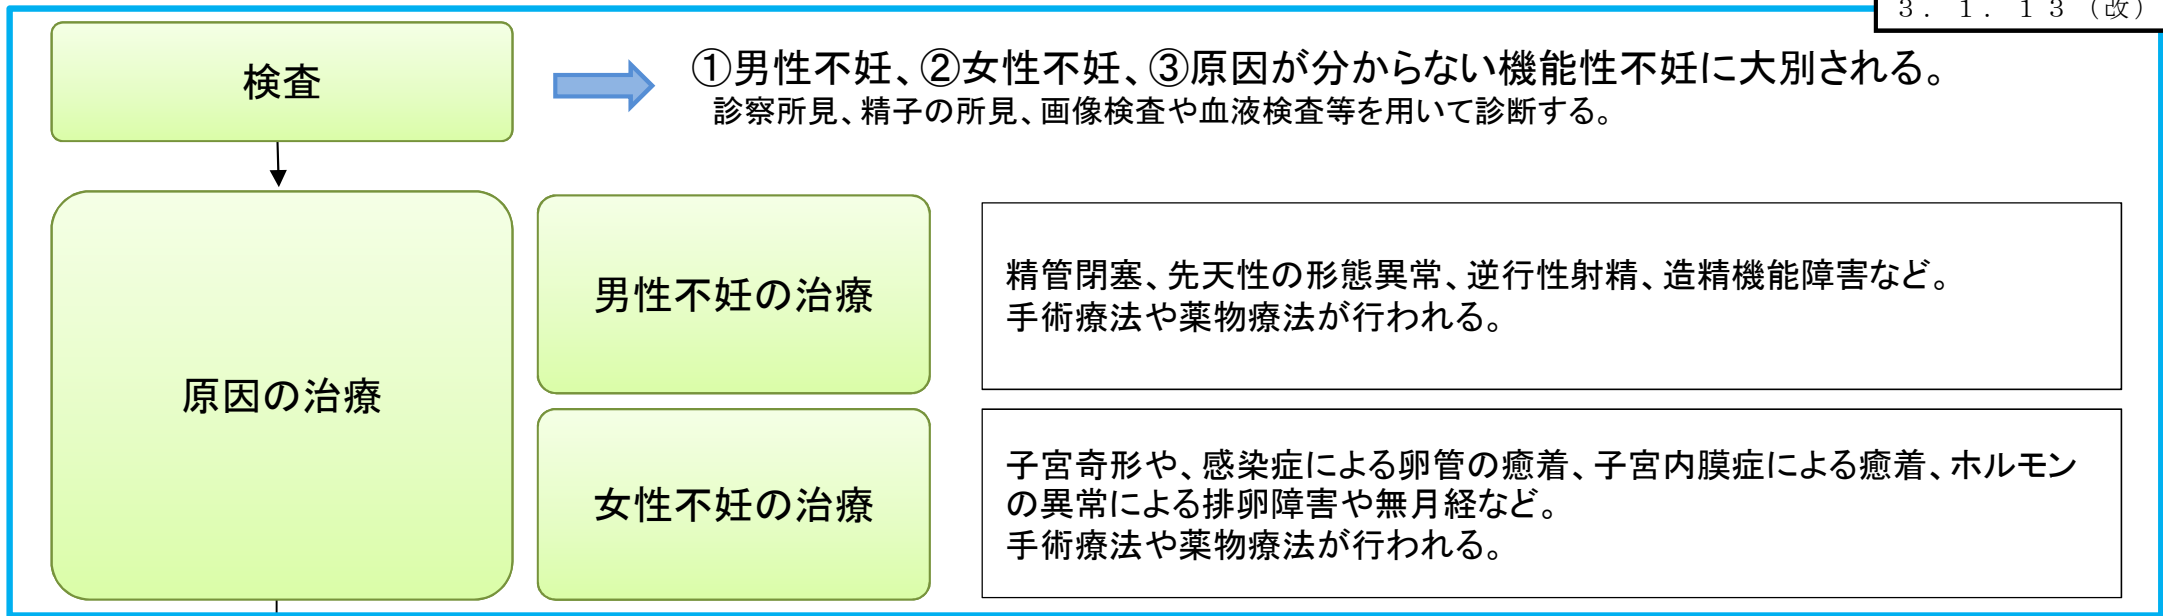 ３．１．１３（改）
検査
①男性不妊、②女性不妊、③原因が分からない機能性不妊に大別される。
診察所見、精子の所見、画像検査や血液検査等を用いて診断する。
原因の治療
男性不妊の治療
精管閉塞、先天性の形態異常、逆行性射精、造精機能障害など。
手術療法や薬物療法が行われる。
女性不妊の治療
子宮奇形や、感染症による卵管の癒着、子宮内膜症による癒着、ホルモン
の異常による排卵障害や無月経など。
手術療法や薬物療法が行われる。